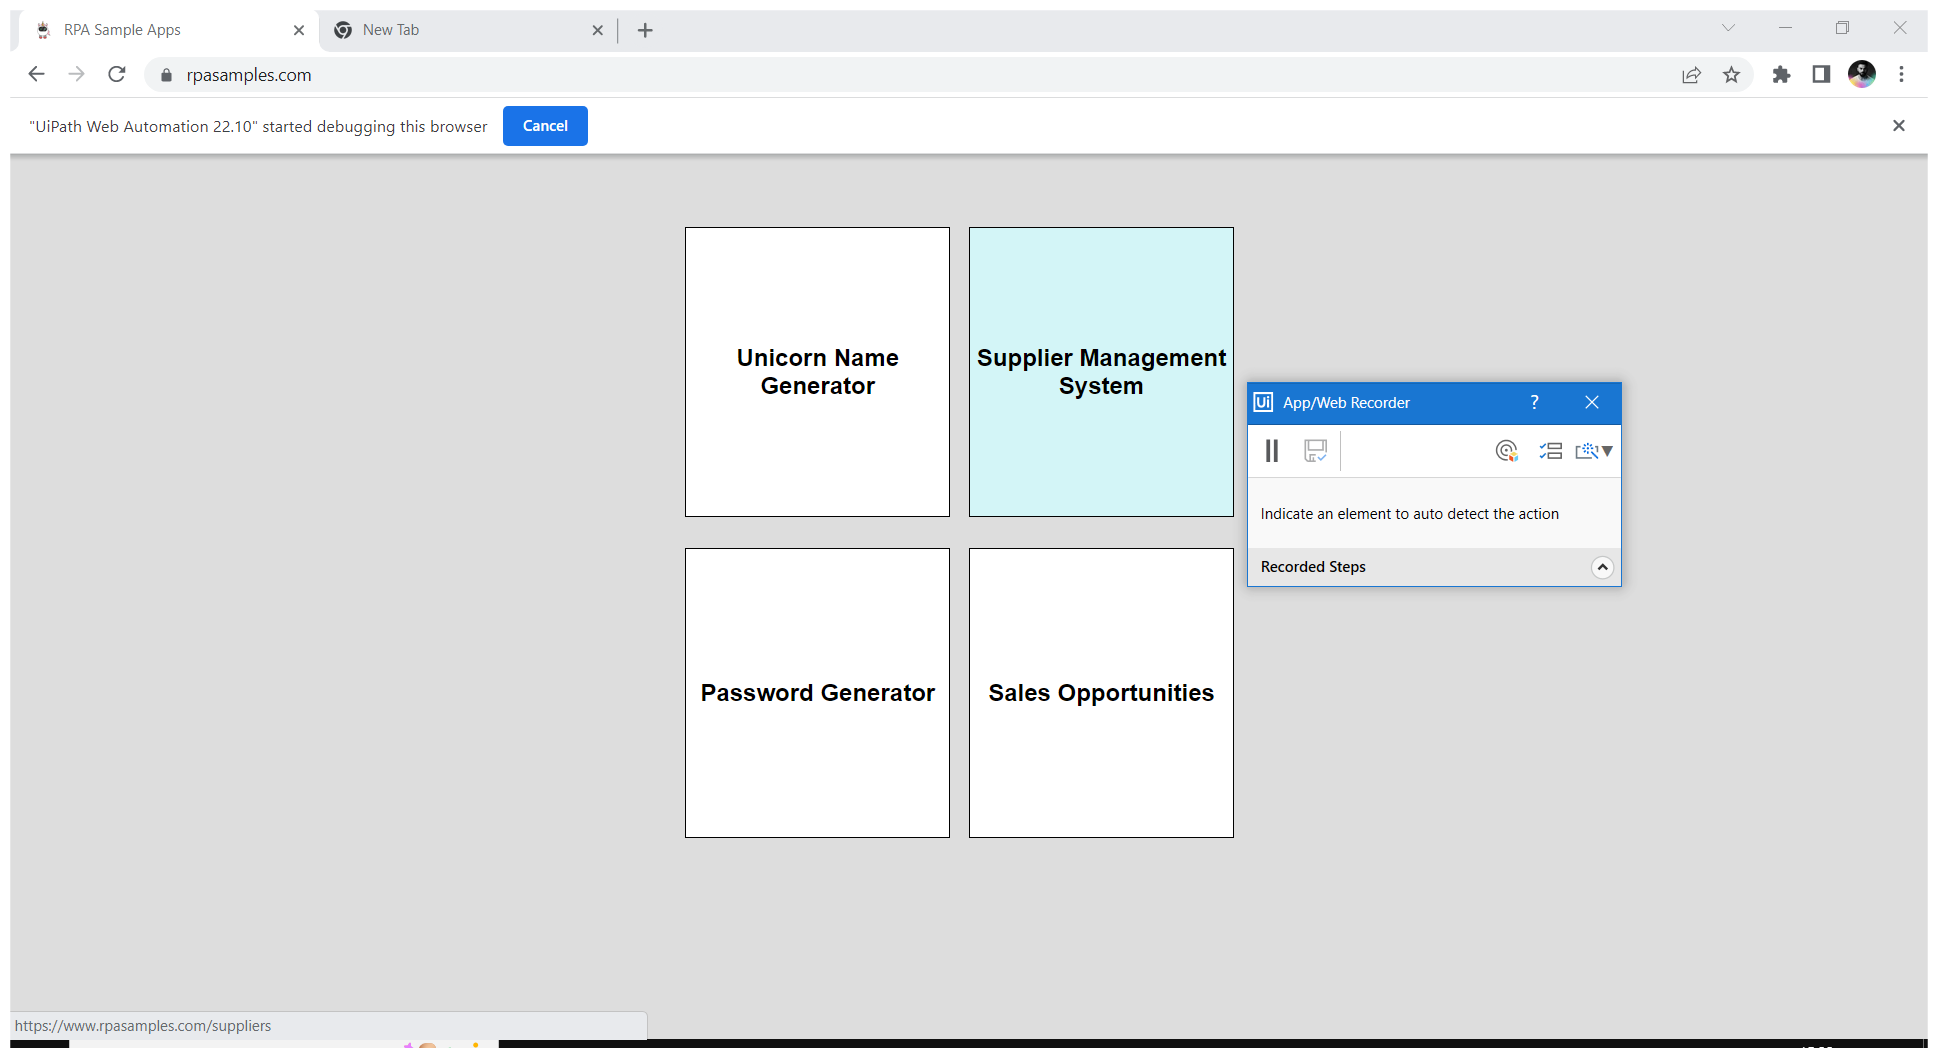 RPA Sample Apps
New Tab
rpasamples.com
"UiPath Web Automation 22.10" started debugging this browser
Cancel
Unicorn Name
Generator
Supplier Management
System
Ui App/Web Recorder ?
Indicate an element to auto detect the action
Recorded Steps
Password Generator
Sales Opportunities
https://www.rpasamples.com/suppliers